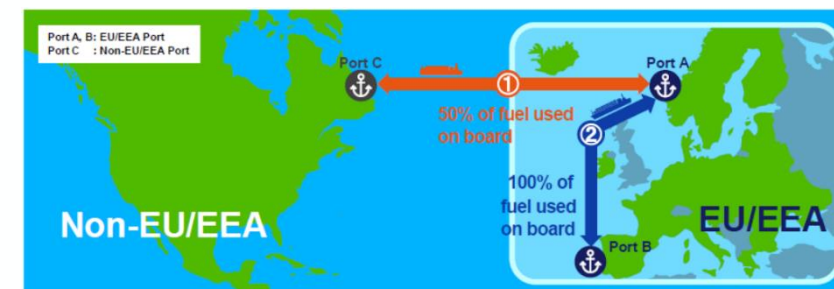 Port A, B: EU/EEA Port
Port C : Non-EU/EEA Port
Port C
Port A
①
50% of fuel used
on board
②
100% of
fuel used
on board
Non-EU/EEA
EU/EEA
Port B